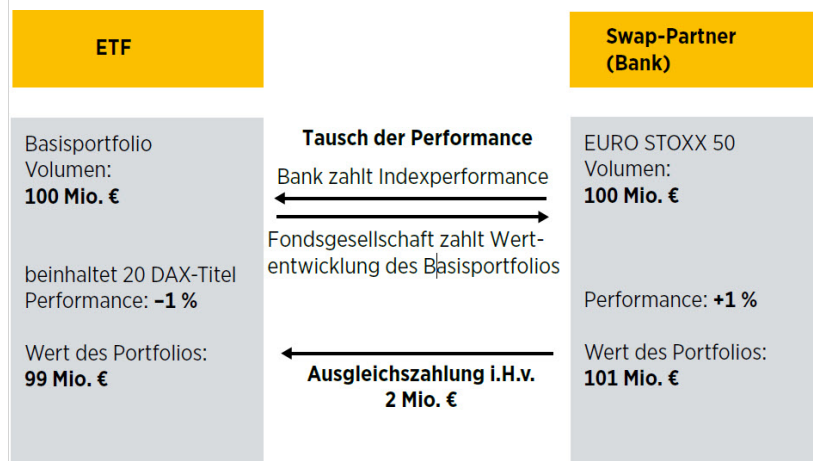 ETF
Swap-Partner
(Bank)
Basisportfolio
Volumen:
100 Mio. €
beinhaltet 20 DAX-Titel
Performance: –1 %
Wert des Portfolios:
99 Mio. €
Tausch der Performance
Bank zahlt Indexperformance
Fondsgesellschaft zahlt Wert-
entwicklung des Basisportfolios
Ausgleichszahlung i.H.v.
2 Mio. €
EURO STOXX 50
Volumen:
100 Mio. €
Performance: +1 %
Wert des Portfolios:
101 Mio. €